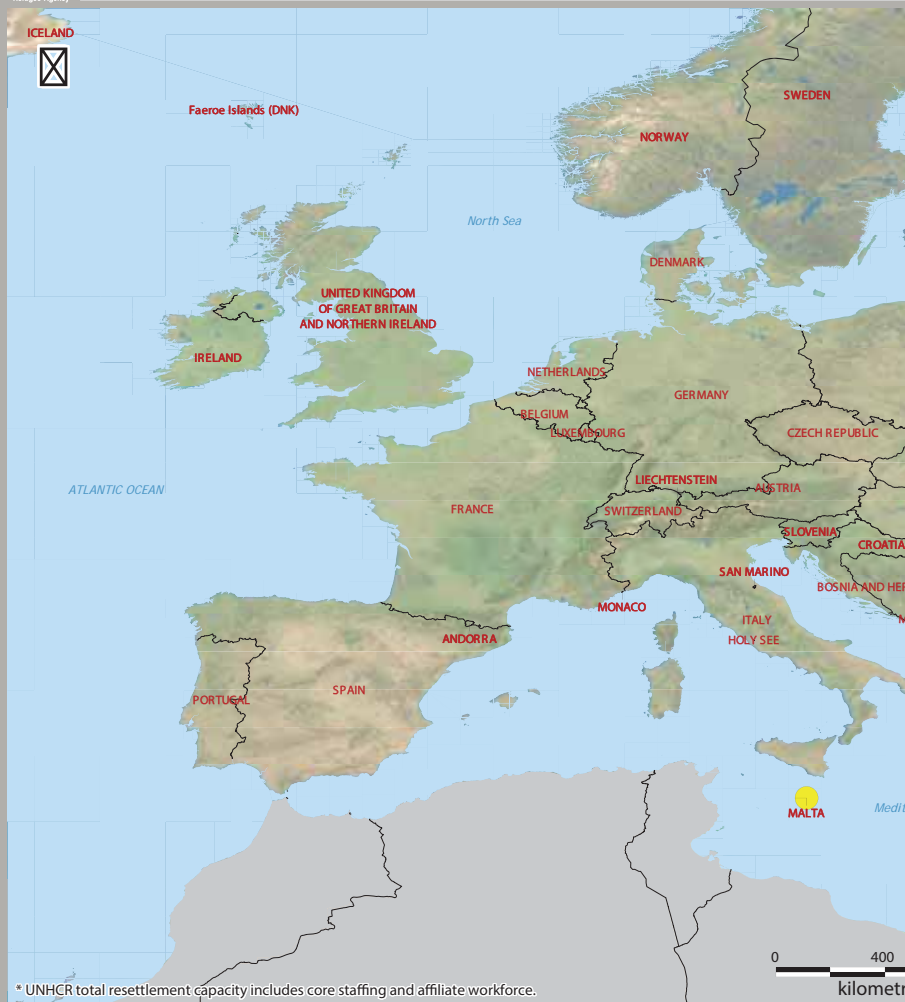 ICELAND
Faeroe Islands (DNK)
SWEDEN
NORWAY
North Sea
DENMARK
UNITED KINGDOM
OF GREAT BRITAIN
AND NORTHERN IRELAND
IRELAND
NETHERLANDS
GERMANY
BELGIUM
LUXEMBOURG
CZECH REPUBLIC
ATLANTIC OCEAN
LIECHTENSTEIN
AUSTRIA
FRANCE
SWITZERLAND
SLOVENIA
CROATIA
SAN MARINO
BOSNIA AND HER
MONACO
ITALY
M
HOLY SEE
ANDORRA
SPAIN
PORTUGAL
MALTA
Medit
0 400
kilometr
* UNHCR total resettlement capacity includes core staffing and affiliate workforce.